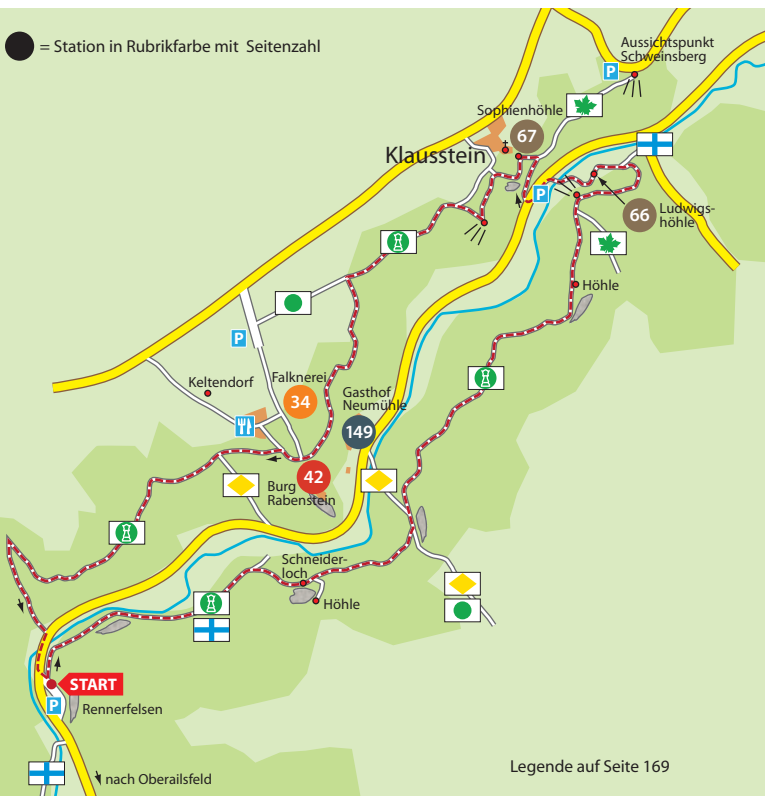 = Station in Rubrikfarbe mit Seitenzahl
Aussichtspunkt
Schweinsberg
P
Sophienhöhle
67
Klausstein
P
66
Ludwigs-
höhle
Höhle
P
Keltendorf
Falknerei
34
Gasthof
Neumühle
149
42
Burg
Rabenstein
Schneider-
loch
Höhle
START
P
Rennerfelsen
nach Oberailsfeld
Legende auf Seite 169